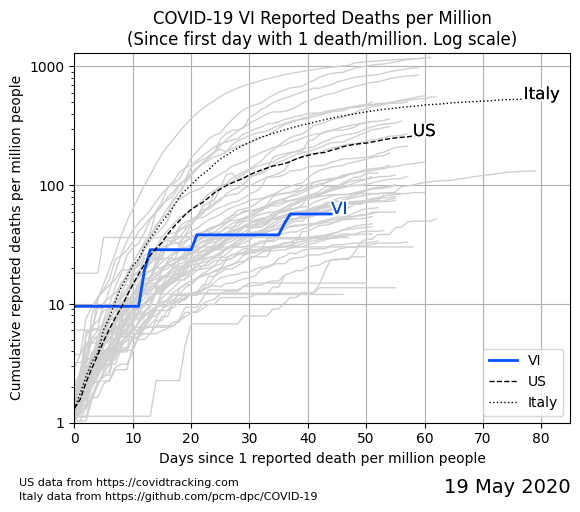 COVID-19 VI Reported Deaths per Million
(Since first day with 1 death/million. Log scale)
Cumulative reported deaths per million people
1000
100
10
1
Italy
US
VI
VI
US
Italy
0 10 20 30 40 50 60 70 80
Days since 1 reported death per million people
US data from https://covidtracking.com
Italy data from https://github.com/pcm-dpc/COVID-19
19 May 2020